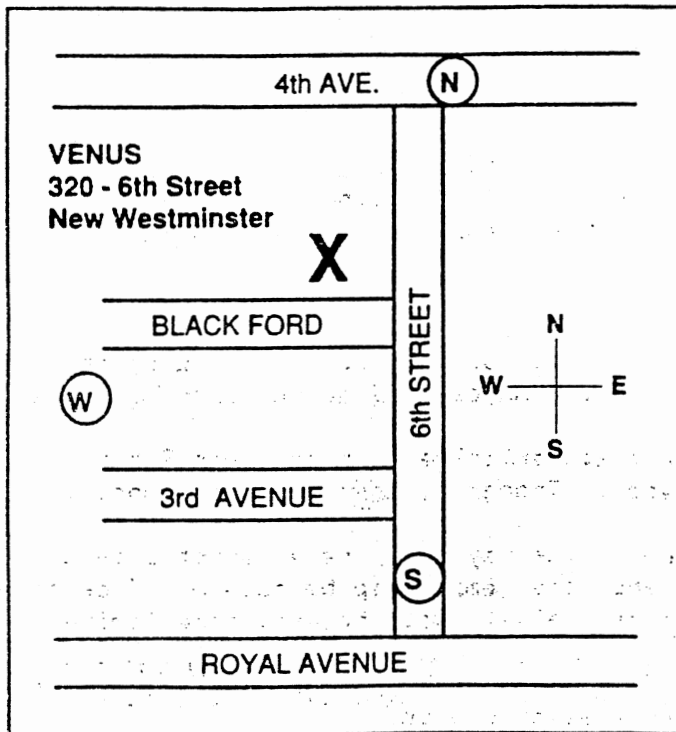 4th AVE. N
VENUS
320 - 6th Street
New Westminster
X
BLACK FORD
6th STREET
N
W E
S
W
3rd AVENUE
S
ROYAL AVENUE